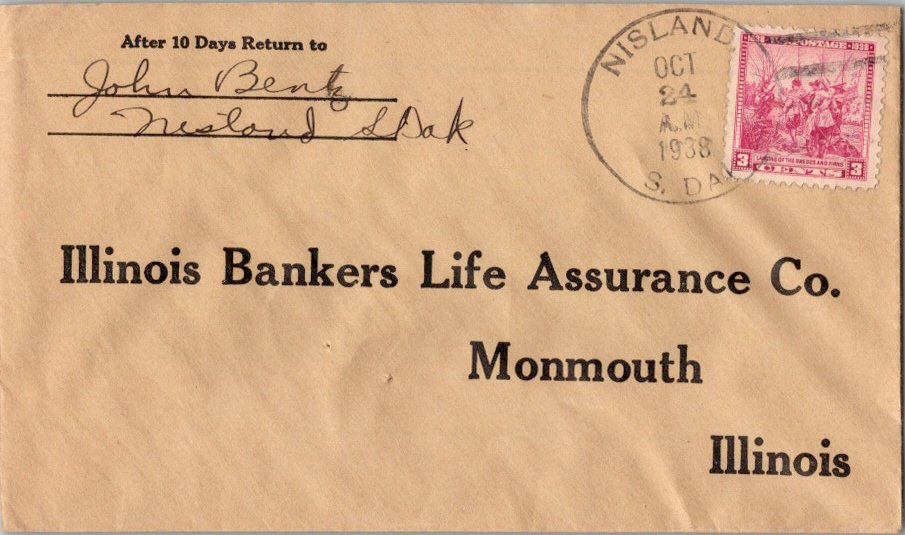 After 10 Days Return to
John Bentz
Nisland S Dak
NISLAND
OCT
24
A.M.
1938
S. DAK.
1638 U.S. POSTAGE 1938
LANDING OF THE SWEDES AND FINNS
3 CENTS 3
Illinois Bankers Life Assurance Co.
Monmouth
Illinois